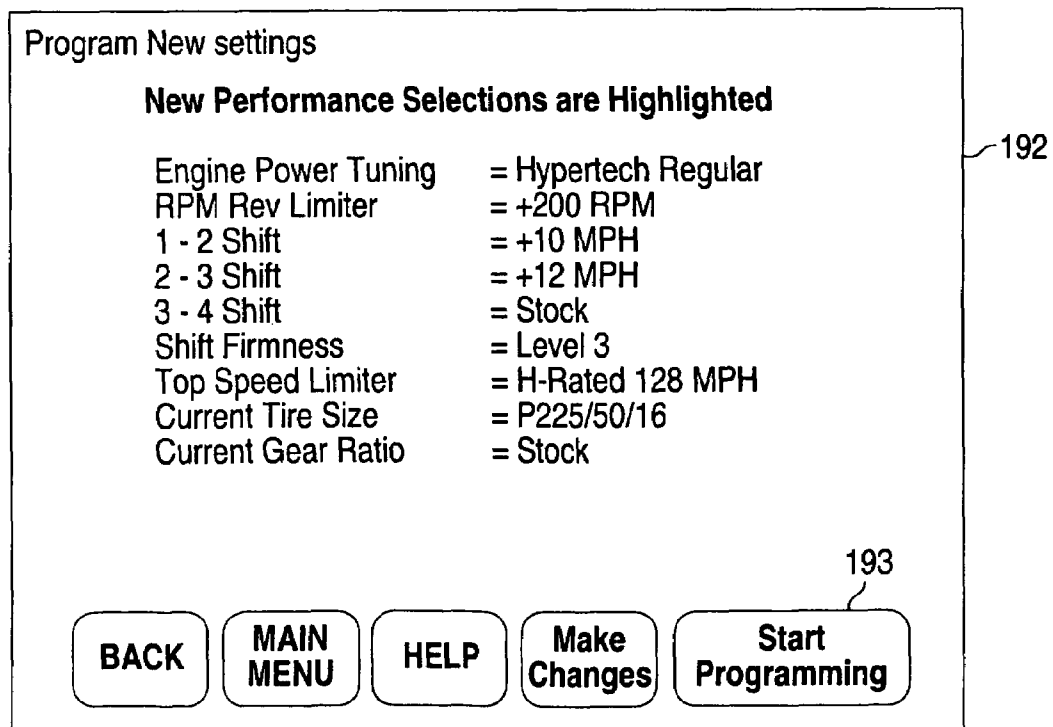 Program New settings
New Performance Selections are Highlighted
192
Engine Power Tuning = Hypertech Regular
RPM Rev Limiter = +200 RPM
1 - 2 Shift = +10 MPH
2 - 3 Shift = +12 MPH
3 - 4 Shift = Stock
Shift Firmness = Level 3
Top Speed Limiter = H-Rated 128 MPH
Current Tire Size = P225/50/16
Current Gear Ratio = Stock
193
BACK
MAIN
MENU
HELP
Make
Changes
Start
Programming